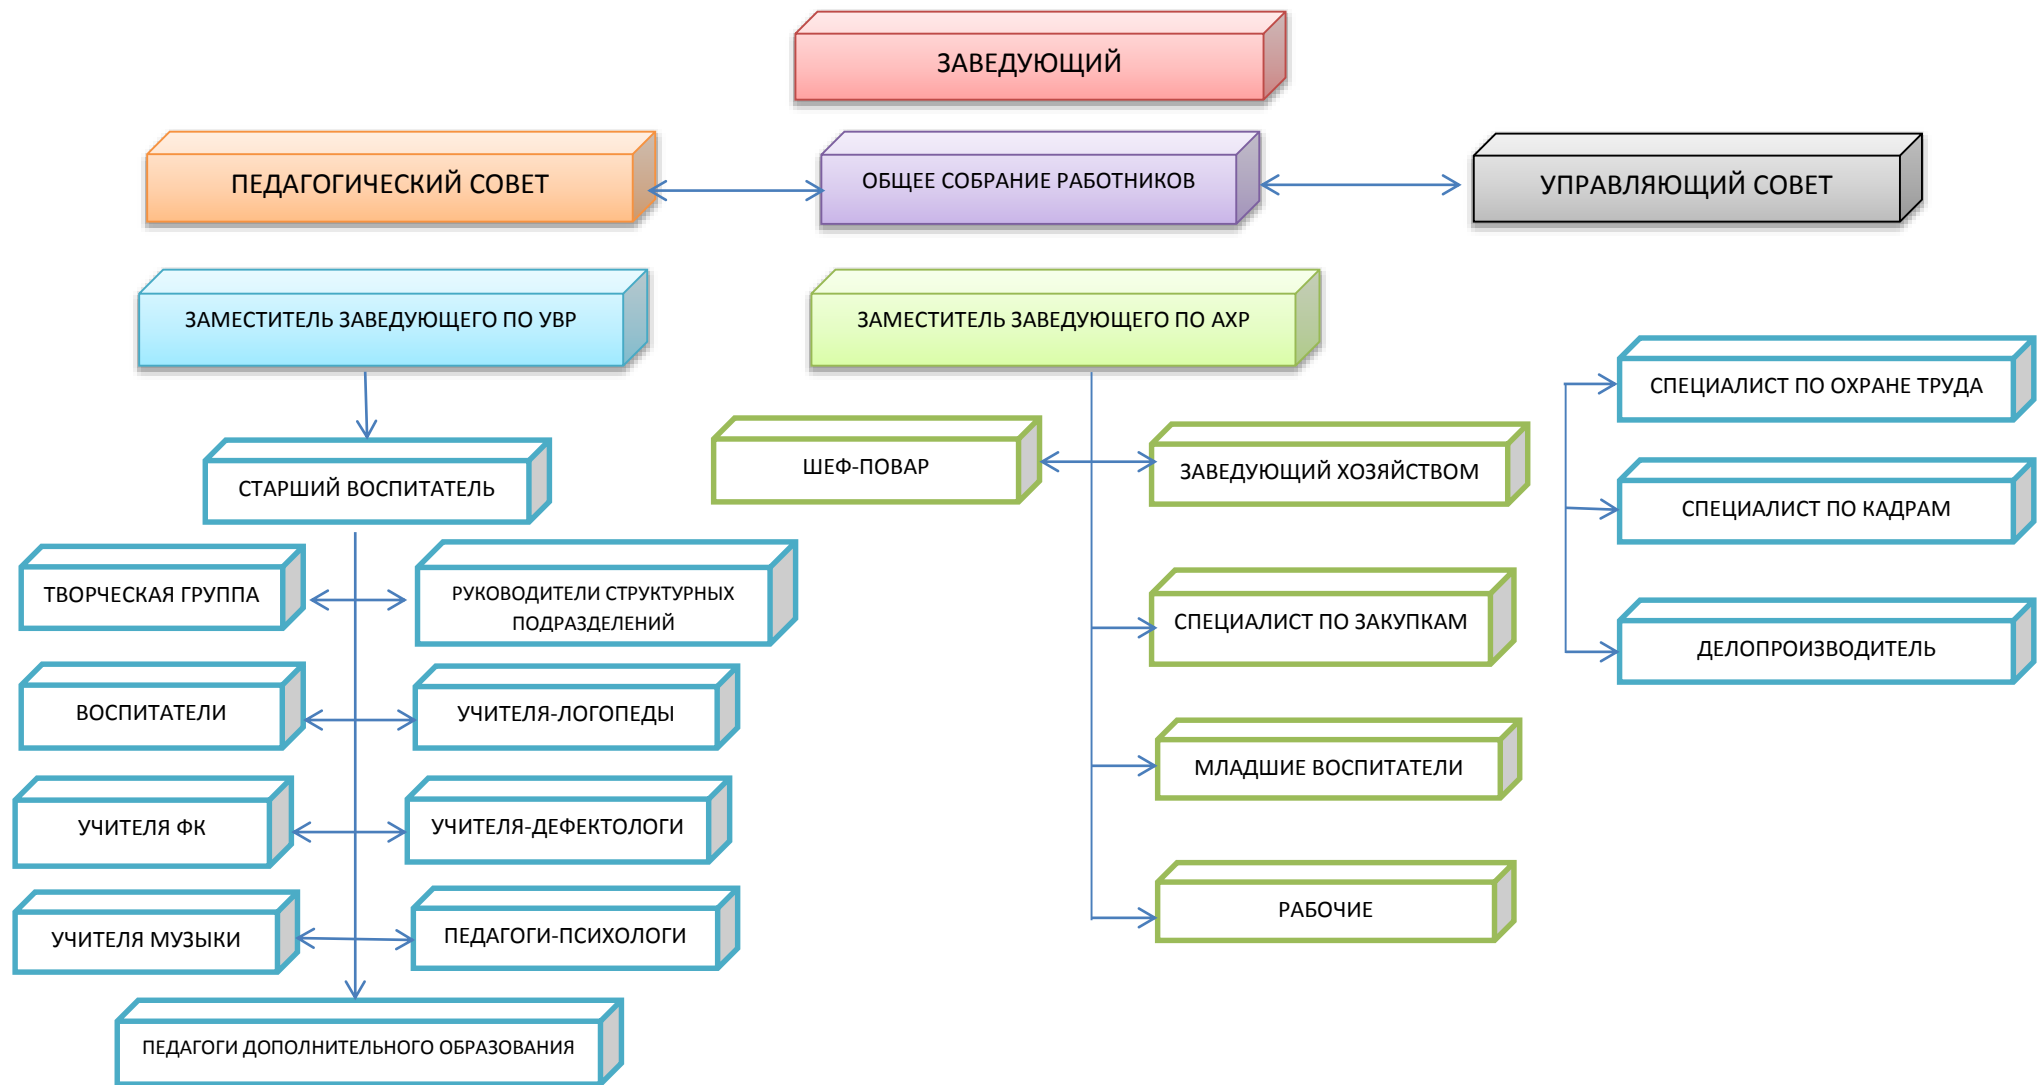 ЗАВЕДУЮЩИЙ
ПЕДАГОГИЧЕСКИЙ СОВЕТ
ОБЩЕЕ СОБРАНИЕ РАБОТНИКОВ
УПРАВЛЯЮЩИЙ СОВЕТ
ЗАМЕСТИТЕЛЬ ЗАВЕДУЮЩЕГО ПО УВР
ЗАМЕСТИТЕЛЬ ЗАВЕДУЮЩЕГО ПО АХР
СТАРШИЙ ВОСПИТАТЕЛЬ
ТВОРЧЕСКАЯ ГРУППА
РУКОВОДИТЕЛИ СТРУКТУРНЫХ
ПОДРАЗДЕЛЕНИЙ
ВОСПИТАТЕЛИ
УЧИТЕЛЯ-ЛОГОПЕДЫ
УЧИТЕЛЯ ФК
УЧИТЕЛЯ-ДЕФЕКТОЛОГИ
УЧИТЕЛЯ МУЗЫКИ
ПЕДАГОГИ-ПСИХОЛОГИ
ПЕДАГОГИ ДОПОЛНИТЕЛЬНОГО ОБРАЗОВАНИЯ
ШЕФ-ПОВАР
ЗАВЕДУЮЩИЙ ХОЗЯЙСТВОМ
СПЕЦИАЛИСТ ПО ЗАКУПКАМ
МЛАДШИЕ ВОСПИТАТЕЛИ
РАБОЧИЕ
СПЕЦИАЛИСТ ПО ОХРАНЕ ТРУДА
СПЕЦИАЛИСТ ПО КАДРАМ
ДЕЛОПРОИЗВОДИТЕЛЬ